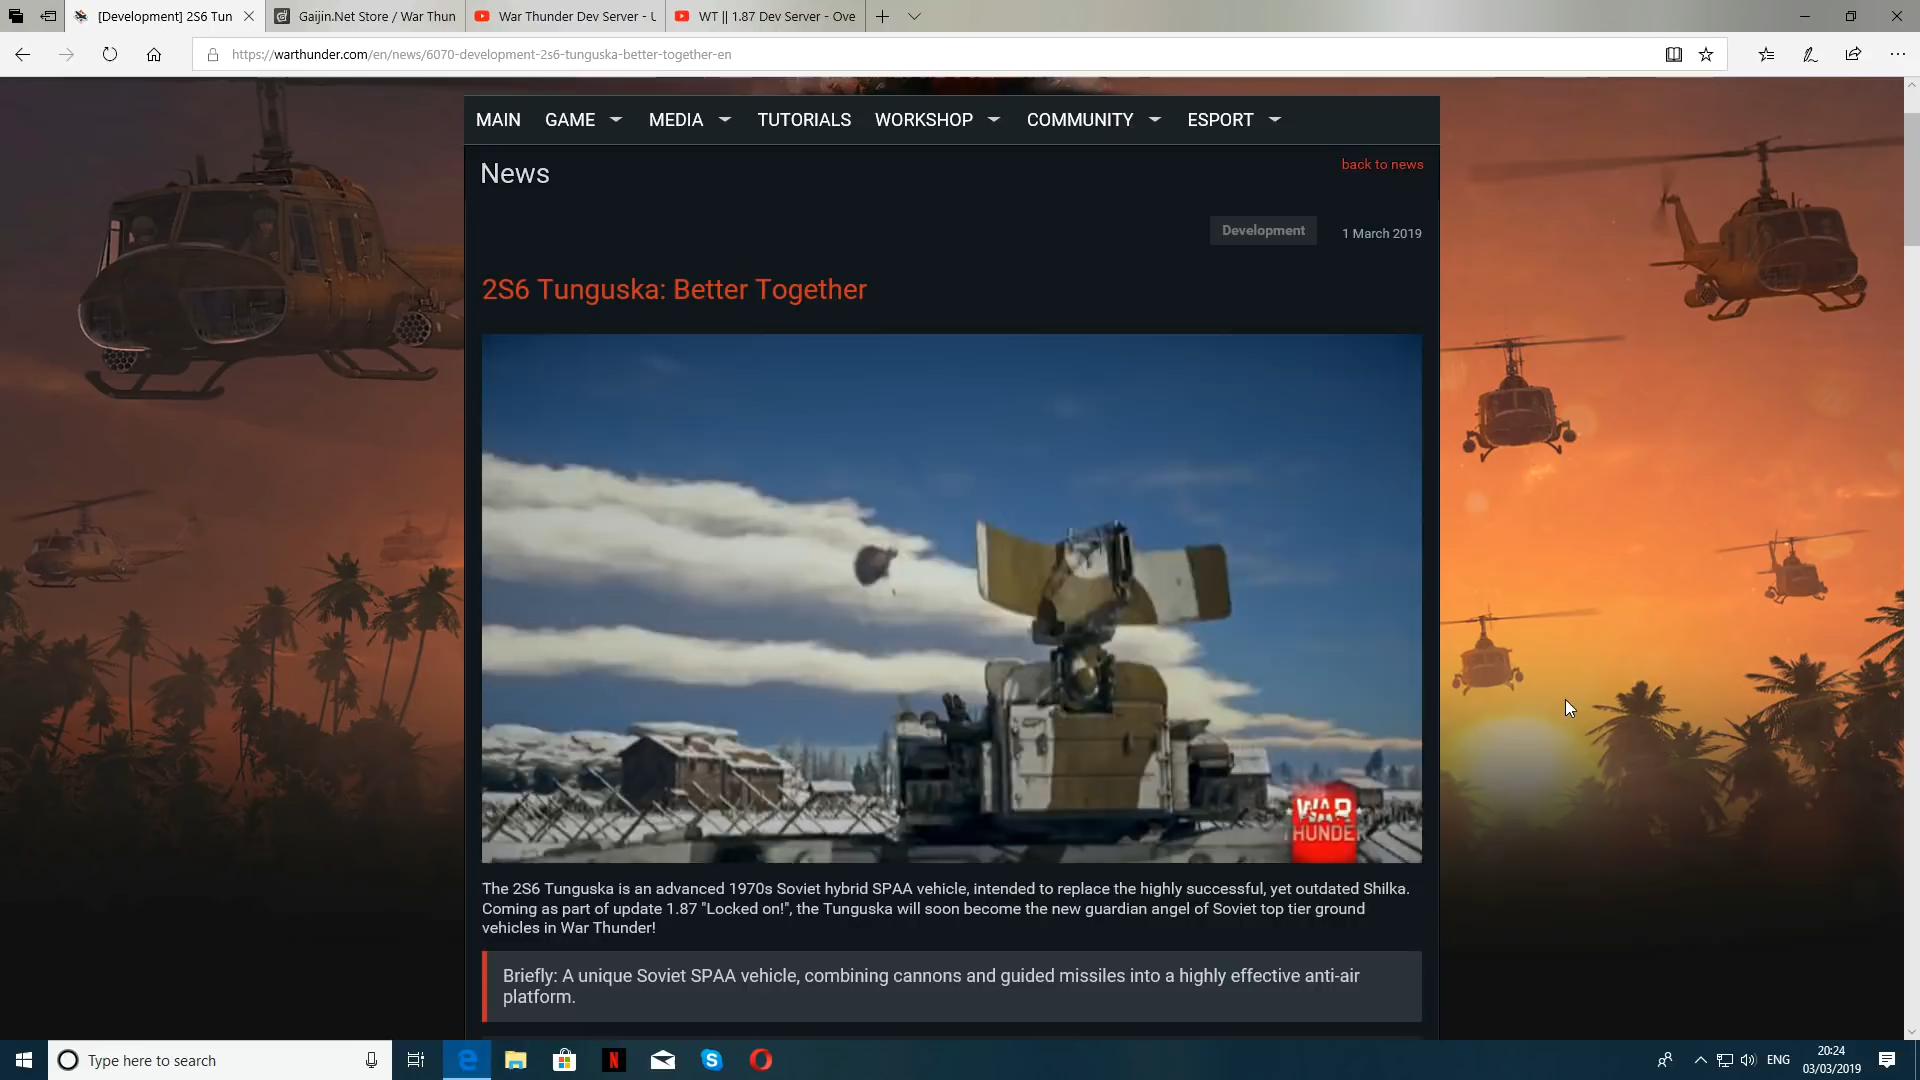 [Development] 2S6 Tun
Gaijin.Net Store / War Thun
War Thunder Dev Server - U
WT || 1.87 Dev Server - Ove
https://warthunder.com/en/news/6070-development-2s6-tunguska-better-together-en
MAIN GAME MEDIA TUTORIALS WORKSHOP COMMUNITY ESPORT
News
back to news
Development
1 March 2019
2S6 Tunguska: Better Together
WAR
THUNDER
The 2S6 Tunguska is an advanced 1970s Soviet hybrid SPAA vehicle, intended to replace the highly successful, yet outdated Shilka.
Coming as part of update 1.87 "Locked on!", the Tunguska will soon become the new guardian angel of Soviet top tier ground
vehicles in War Thunder!
Briefly: A unique Soviet SPAA vehicle, combining cannons and guided missiles into a highly effective anti-air
platform.
Type here to search
ENG
20:24
03/03/2019